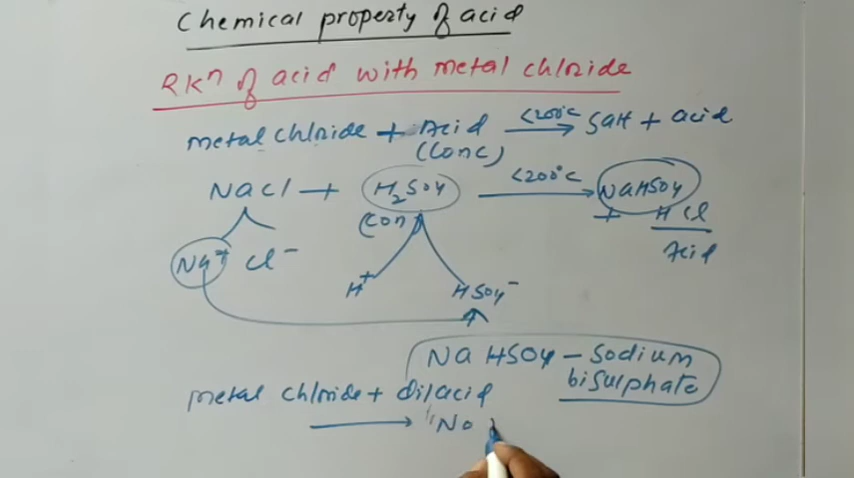 Chemical property of acid
RKn of acid with metal chloride
metal chloride + Acid <200°C Salt + acid
(Conc)
NaCl + H2SO4 <200°C NaHSO4
(Con) + HCl
Acid
Na+ Cl-
H+ HSO4-
NaHSO4 - Sodium
bisulphate
metal chloride + dil acid
"No